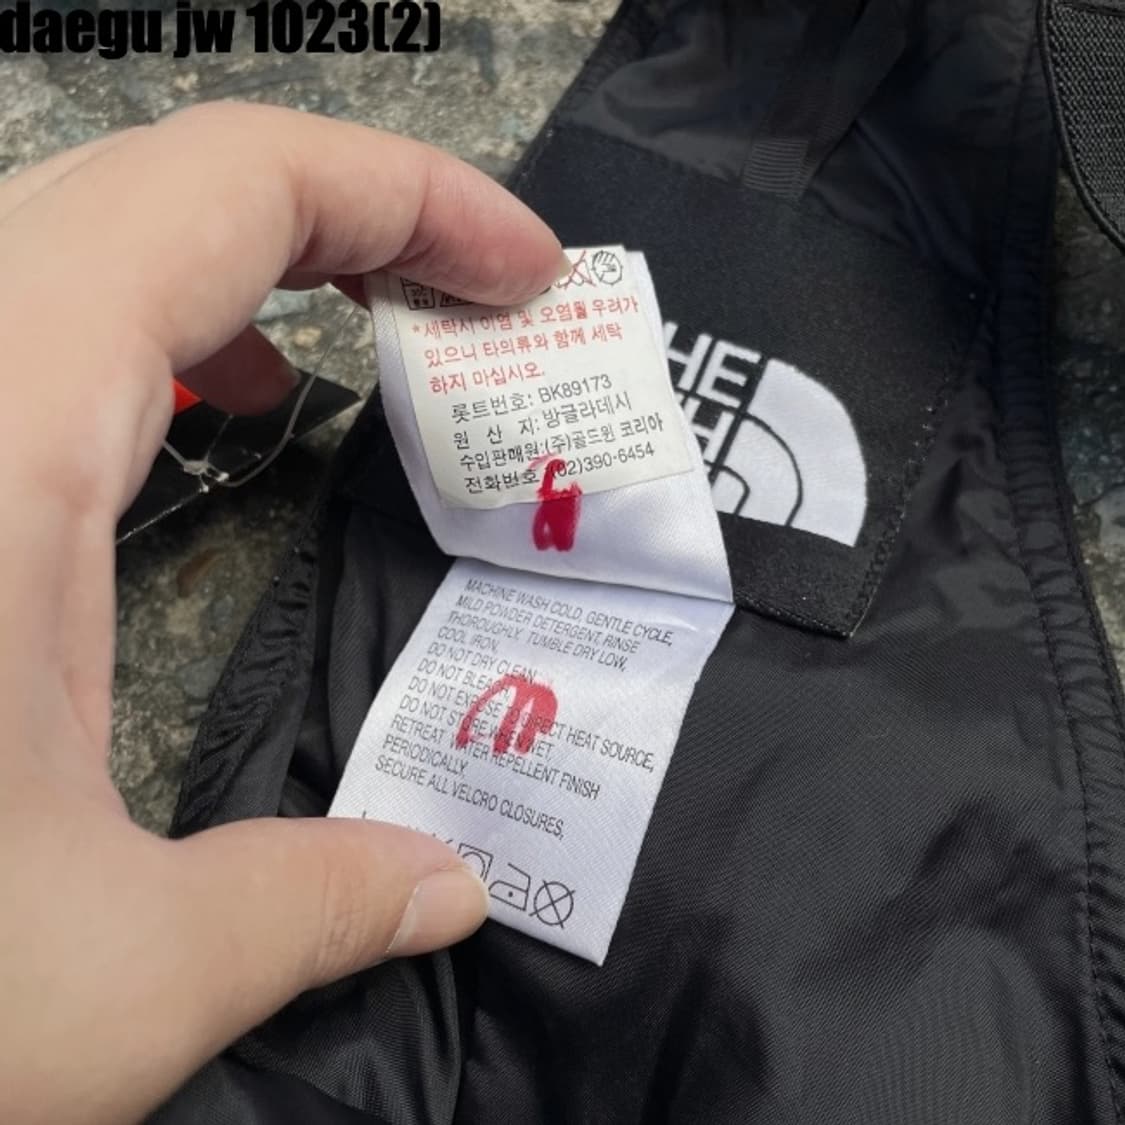 daegu jw 1023(2)
* 세탁시 이염 및 오염될 우려가
있으니 타의류와 함께 세탁
하지 마십시오.
롯트번호: BK89173
원 산 지: 방글라데시
수입판매원:(주)골드윈 코리아
전화번호 :(02)390-6454
THE
MACHINE WASH COLD, GENTLE CYCLE,
MILD POWDER DETERGENT, RINSE
THOROUGHLY. TUMBLE DRY LOW,
COOL IRON,
DO NOT DRY CLEAN
DO NOT BLEACH,
DO NOT EXPOSE TO DIRECT HEAT SOURCE,
DO NOT STORE WHEN WET,
RETREAT WATER REPELLENT FINISH
PERIODICALLY,
SECURE ALL VELCRO CLOSURES,